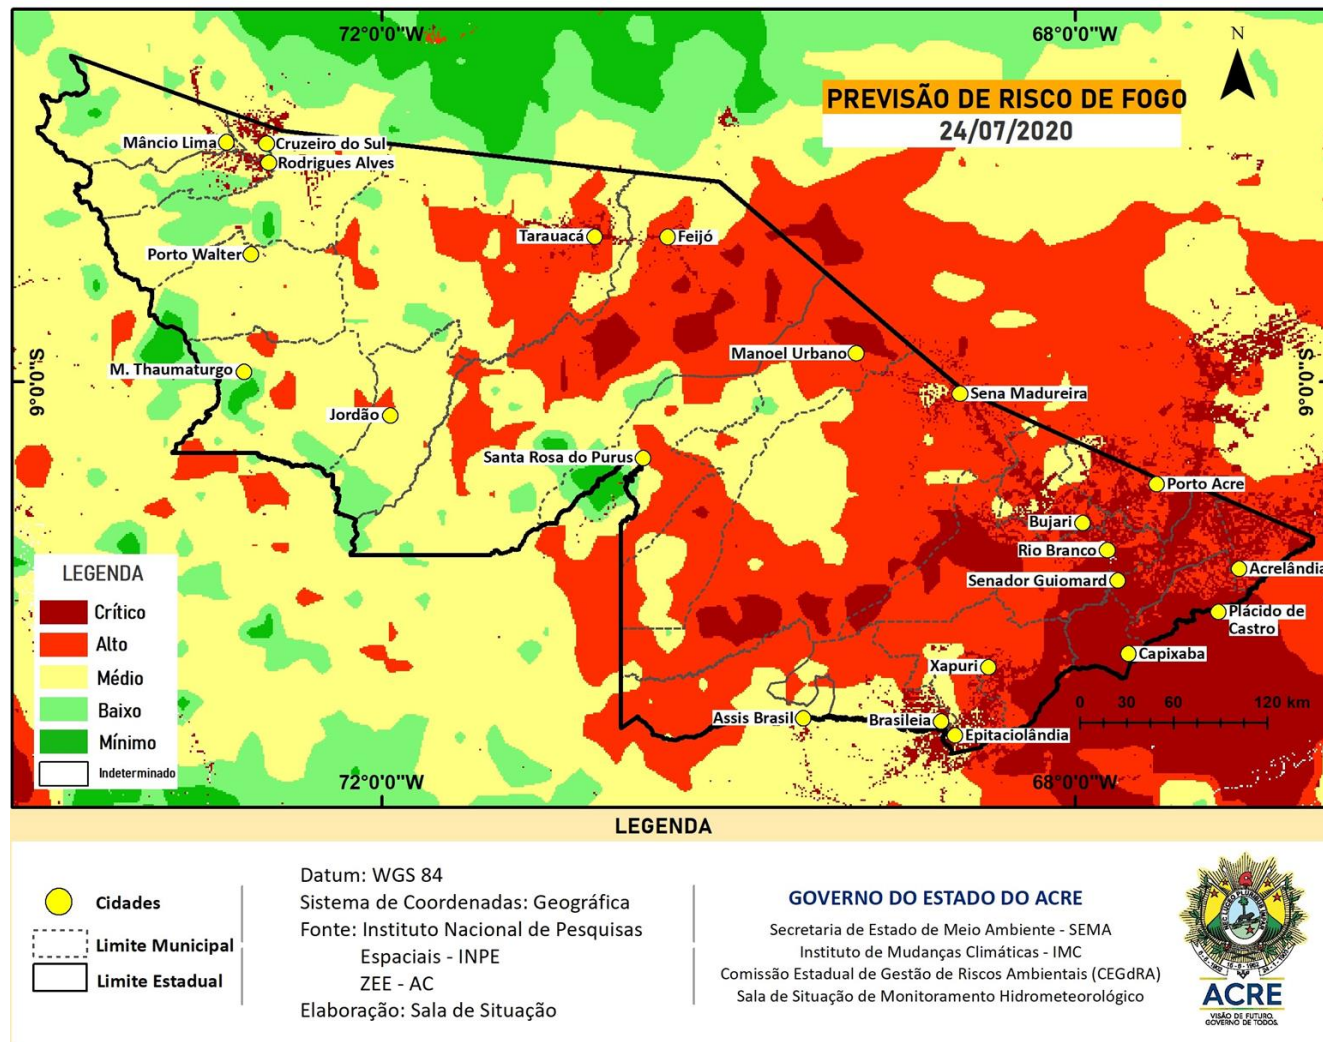 72°0'0"W
68°0'0"W
N
PREVISÃO DE RISCO DE FOGO
24/07/2020
Mâncio Lima
Cruzeiro do Sul
Rodrigues Alves
Tarauacá
Feijó
Porto Walter
Manoel Urbano
9°0'0"S
9°0'0"S
M. Thaumaturgo
Sena Madureira
Jordão
Santa Rosa do Purus
Porto Acre
Bujari
Rio Branco
Acrelândia
Senador Guiomard
Plácido de
Castro
Capixaba
Xapuri
Assis Brasil
Brasileia
Epitaciolândia
0 30 60 120 km
LEGENDA
Crítico
Alto
Médio
Baixo
Mínimo
Indeterminado
72°0'0"W
68°0'0"W
LEGENDA
Cidades
Limite Municipal
Limite Estadual
Datum: WGS 84
Sistema de Coordenadas: Geográfica
Fonte: Instituto Nacional de Pesquisas
Espaciais - INPE
ZEE - AC
Elaboração: Sala de Situação
GOVERNO DO ESTADO DO ACRE
Secretaria de Estado de Meio Ambiente - SEMA
Instituto de Mudanças Climáticas - IMC
Comissão Estadual de Gestão de Riscos Ambientais (CEGdRA)
Sala de Situação de Monitoramento Hidrometeorológico
ACRE
VISÃO DE FUTURO.
GOVERNO DE TODOS.